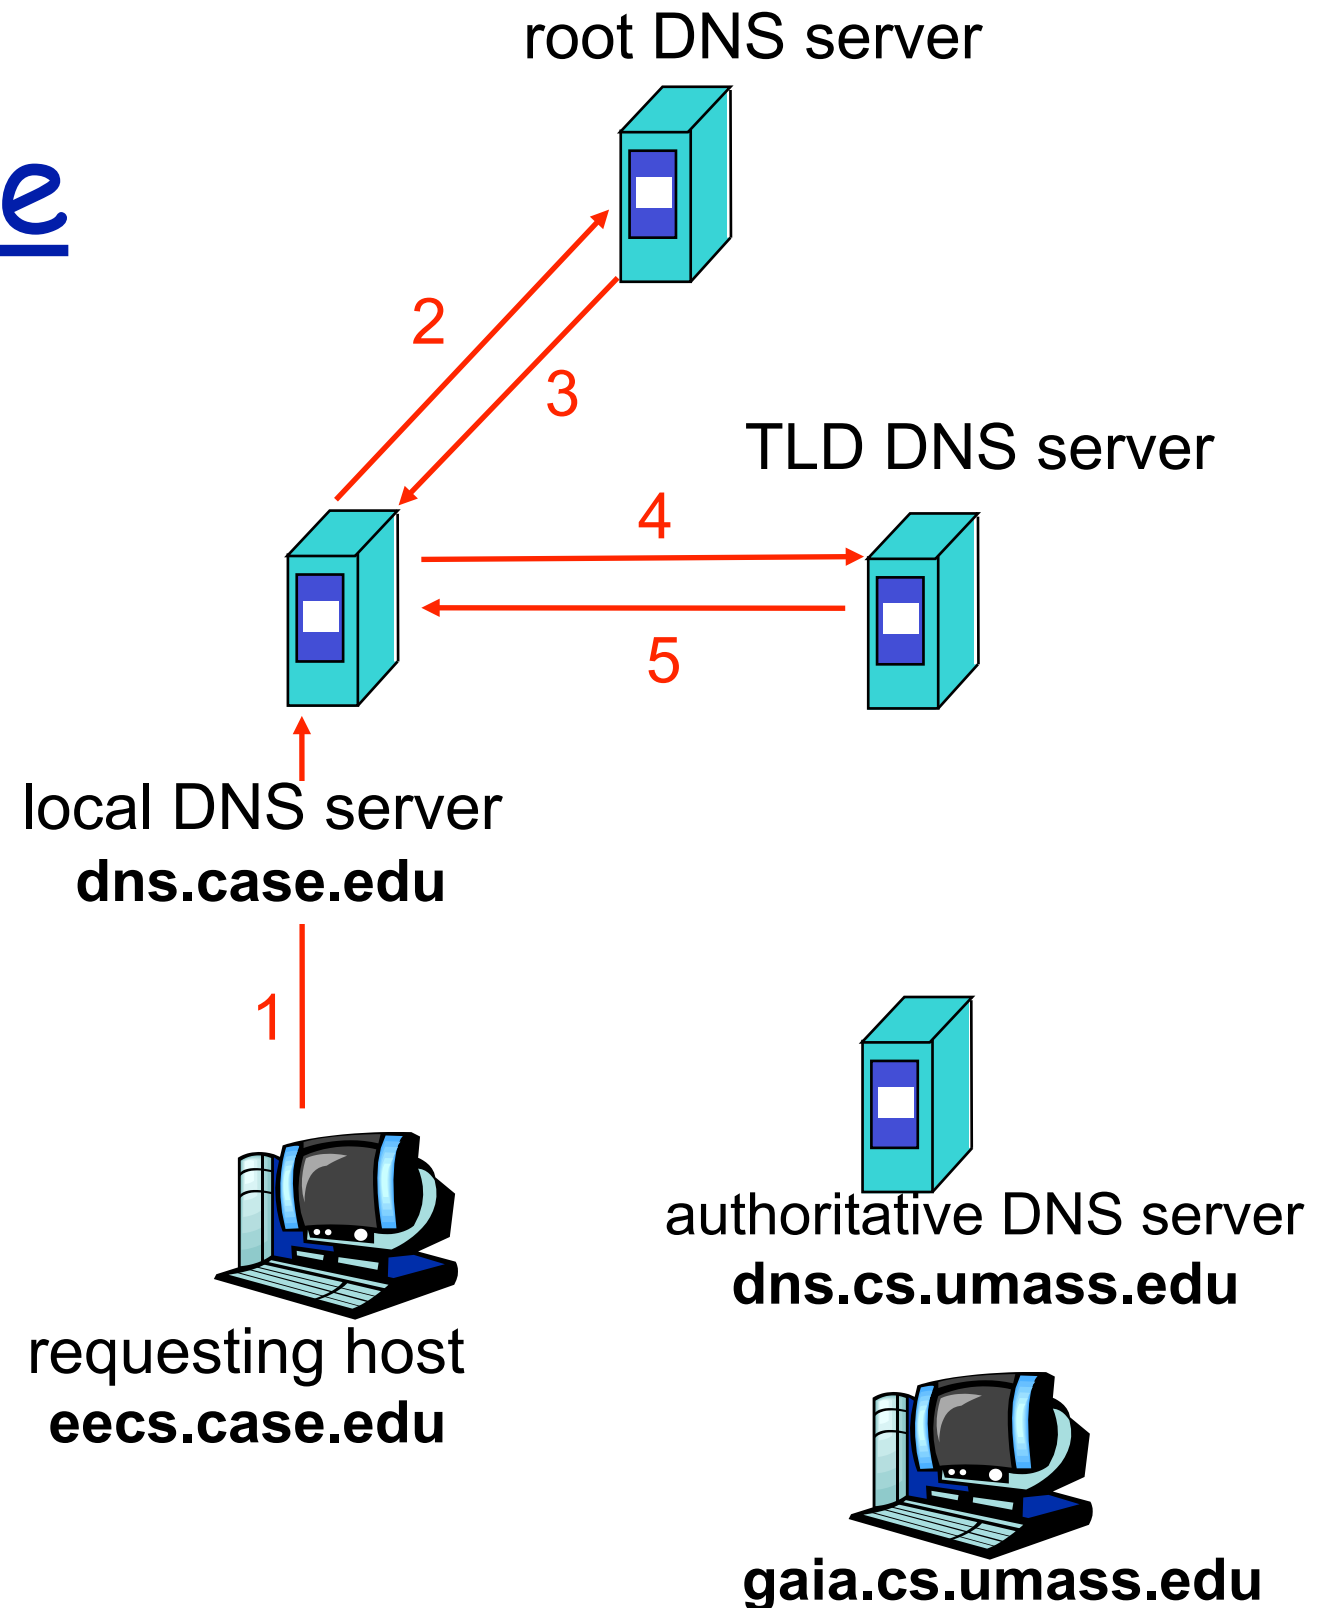 root DNS server
e
2
3
TLD DNS server
4
5
local DNS server
dns.case.edu
1
authoritative DNS server
dns.cs.umass.edu
requesting host
eecs.case.edu
gaia.cs.umass.edu